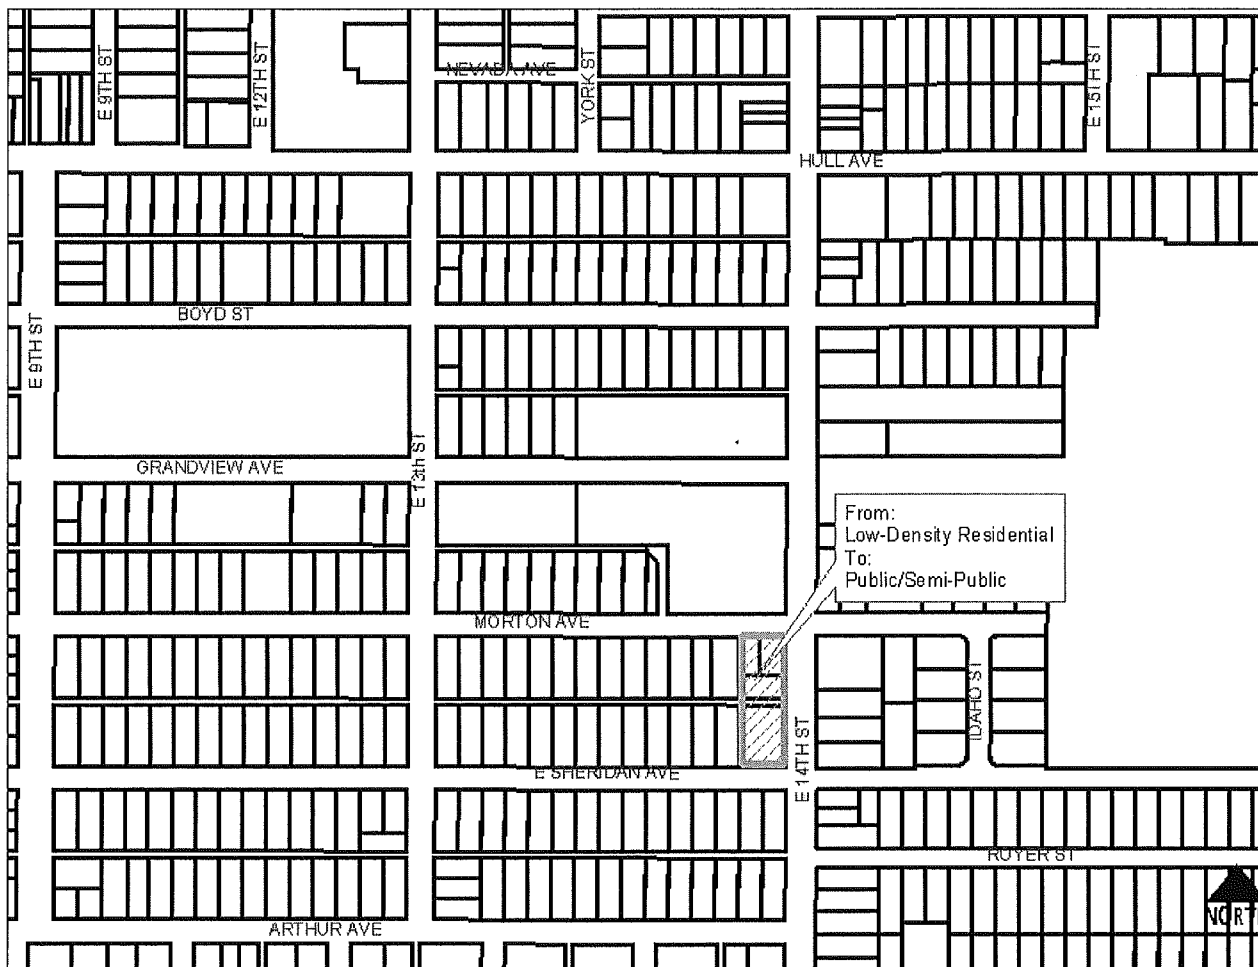 E 9TH ST
E 12TH ST
NEVADA AVE
YORK ST
E 15TH ST
HULL AVE
BOYD ST
E 9TH ST
GRANDVIEW AVE
E 13th ST
From:
Low-Density Residential
To:
Public/Semi-Public
MORTON AVE
IDAHO ST
E SHERIDAN AVE
E 14TH ST
ROYER ST
NORT
ARTHUR AVE